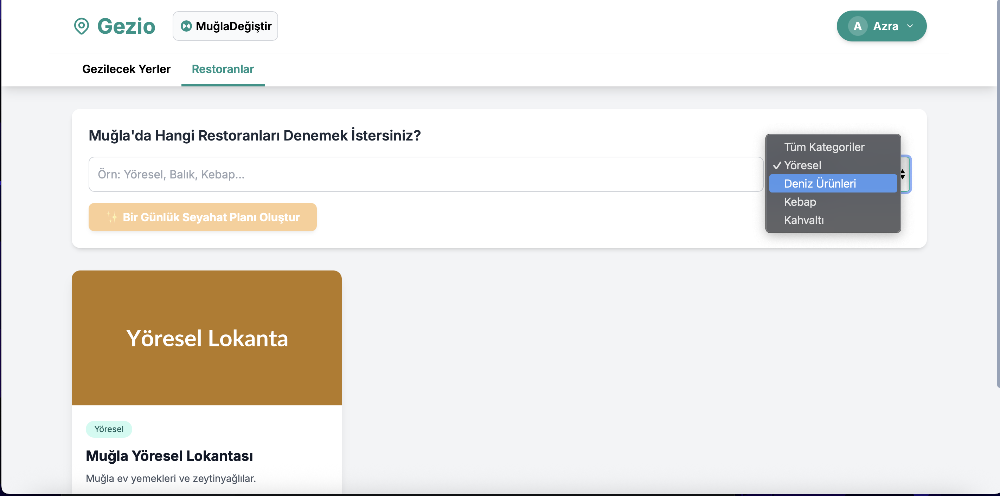 Gezio
MuğlaDeğiştir
A Azra
Gezilecek Yerler
Restoranlar
Muğla'da Hangi Restoranları Denemek İstersiniz?
Örn: Yöresel, Balık, Kebap...
Tüm Kategoriler
✓ Yöresel
Deniz Ürünleri
Kebap
Kahvaltı
✨ Bir Günlük Seyahat Planı Oluştur
Yöresel Lokanta
Yöresel
Muğla Yöresel Lokantası
Muğla ev yemekleri ve zeytinyağlılar.